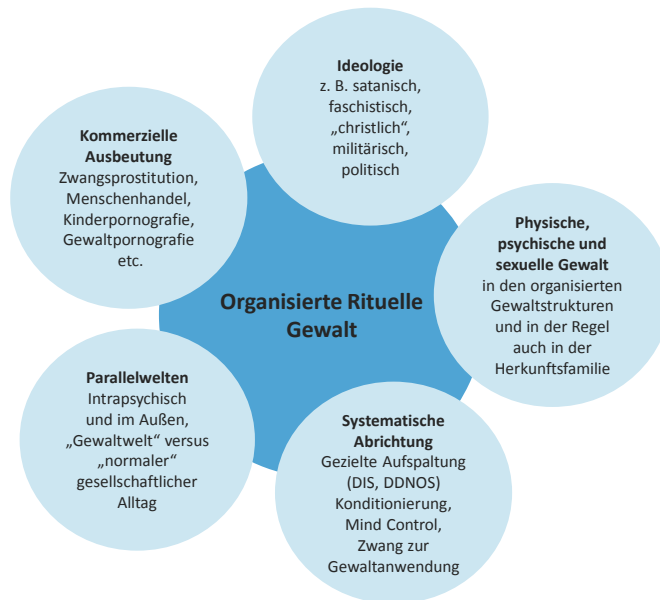 Ideologie
z. B. satanisch,
faschistisch,
„christlich“,
militärisch,
politisch
Kommerzielle
Ausbeutung
Zwangsprostitution,
Menschenhandel,
Kinderpornografie,
Gewaltpornografie
etc.
Physische,
psychische und
sexuelle Gewalt
in den organisierten
Gewaltstrukturen
und in der Regel
auch in der
Herkunftsfamilie
Organisierte Rituelle
Gewalt
Parallelwelten
Intrapsychisch
und im Außen,
„Gewaltwelt“ versus
„normaler“
gesellschaftlicher
Alltag
Systematische
Abrichtung
Gezielte Aufspaltung
(DIS, DDNOS)
Konditionierung,
Mind Control,
Zwang zur
Gewaltanwendung